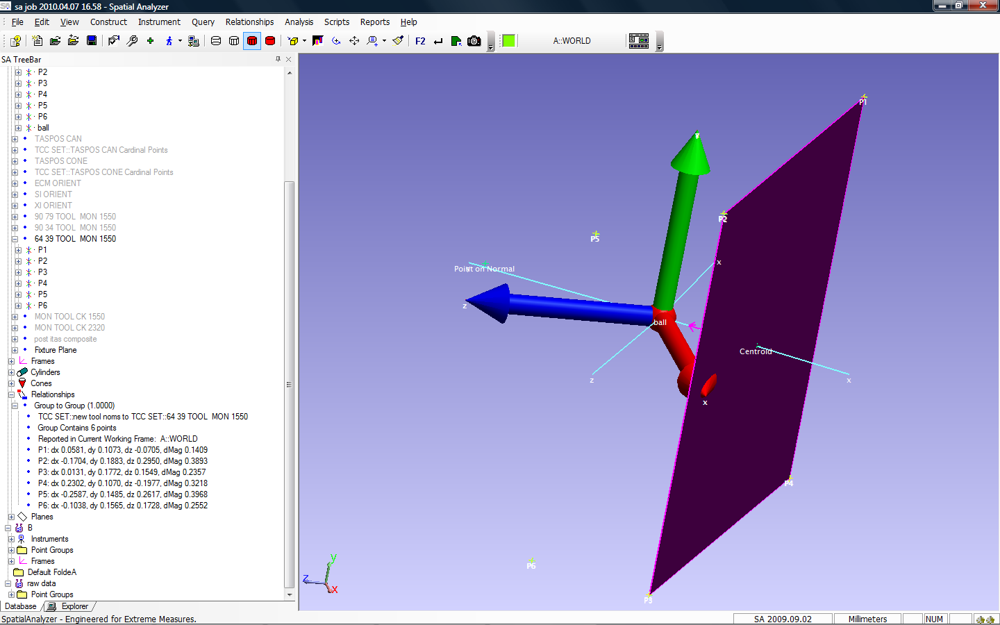 sa job 2010.04.07 16.58 - Spatial Analyzer
File Edit View Construct Instrument Query Relationships Analysis Scripts Reports Help
F2 A::WORLD
SA TreeBar
P2
P3
P4
P5
P6
ball
TASPOS CAN
TCC SET::TASPOS CAN Cardinal Points
TASPOS CONE
TCC SET::TASPOS CONE Cardinal Points
ECM ORIENT
SI ORIENT
XI ORIENT
90 79 TOOL MON 1550
90 34 TOOL MON 1550
64 39 TOOL MON 1550
P1
P2
P3
P4
P5
P6
MON TOOL CK 1550
MON TOOL CK 2320
post itas composite
Fixture Plane
Frames
Cylinders
Cones
Relationships
Group to Group (1.0000)
TCC SET::new tool noms to TCC SET::64 39 TOOL MON 1550
Group Contains 6 points
Reported in Current Working Frame: A::WORLD
P1: dx 0.0581, dy 0.1073, dz -0.0705, dMag 0.1409
P2: dx -0.1704, dy 0.1883, dz 0.2950, dMag 0.3893
P3: dx 0.0131, dy 0.1772, dz 0.1549, dMag 0.2357
P4: dx 0.2302, dy 0.1070, dz -0.1977, dMag 0.3218
P5: dx -0.2587, dy 0.1485, dz 0.2617, dMag 0.3968
P6: dx -0.1038, dy 0.1565, dz 0.1728, dMag 0.2552
Planes
B
Instruments
Point Groups
Frames
Default FoldeA
raw data
Point Groups
Database Explorer
P1
P2
P5
x
Point on Normal
z
ball
Centroid
z
x
x
P4
P6
P3
y
z
x
SpatialAnalyzer - Engineered for Extreme Measures.
SA 2009.09.02
Millimeters
NUM